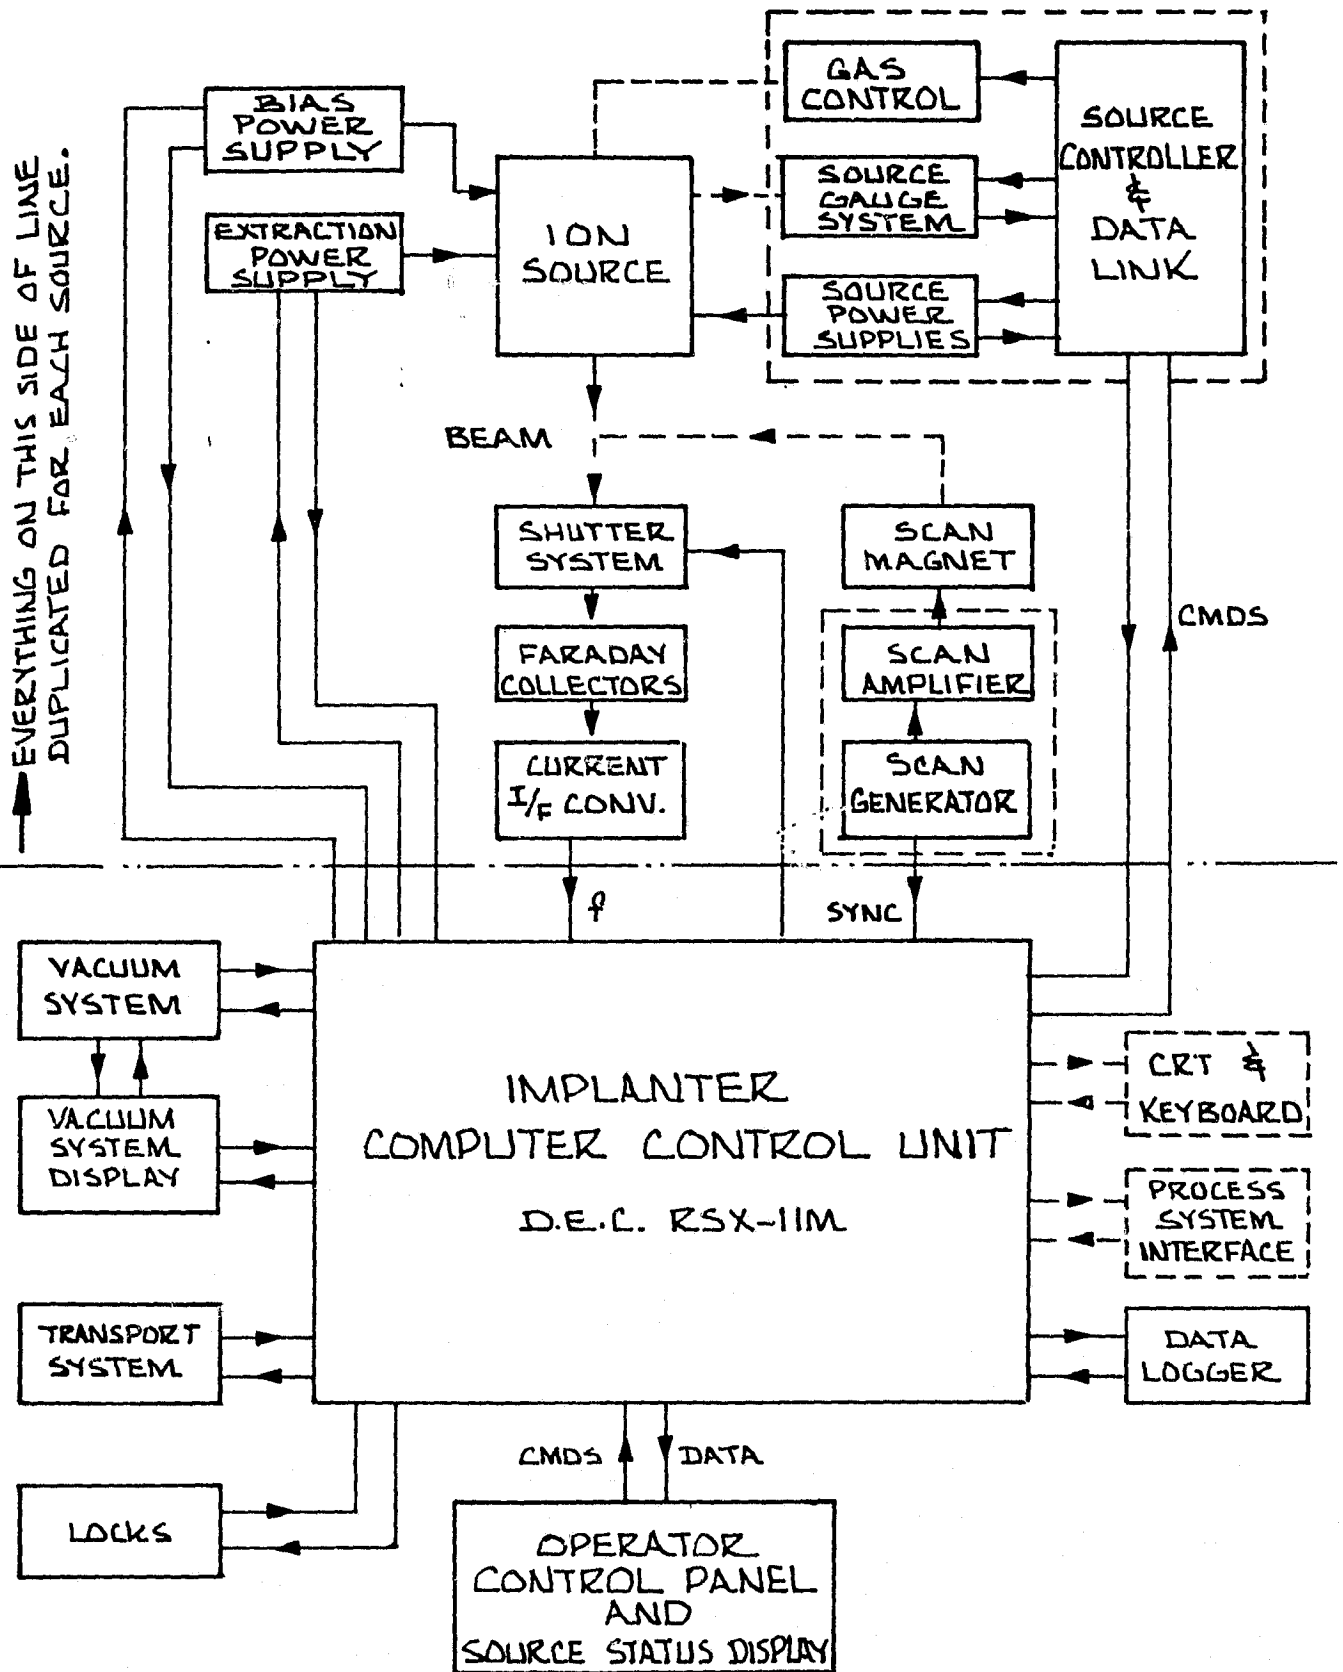 EVERYTHING ON THIS SIDE OF LINE
DUPLICATED FOR EACH SOURCE.
BIAS
POWER
SUPPLY
EXTRACTION
POWER
SUPPLY
ION
SOURCE
GAS
CONTROL
SOURCE
GAUGE
SYSTEM
SOURCE
POWER
SUPPLIES
SOURCE
CONTROLLER
&
DATA
LINK
BEAM
SHUTTER
SYSTEM
SCAN
MAGNET
CMDS
FARADAY
COLLECTORS
SCAN
AMPLIFIER
CURRENT
I/F CONV.
SCAN
GENERATOR
f
SYNC
VACUUM
SYSTEM
VACUUM
SYSTEM
DISPLAY
IMPLANTER
COMPUTER CONTROL UNIT
D.E.C. RSX-11M
CRT &
KEYBOARD
PROCESS
SYSTEM
INTERFACE
TRANSPORT
SYSTEM
DATA
LOGGER
CMDS
DATA
LOCKS
OPERATOR
CONTROL PANEL
AND
SOURCE STATUS DISPLAY